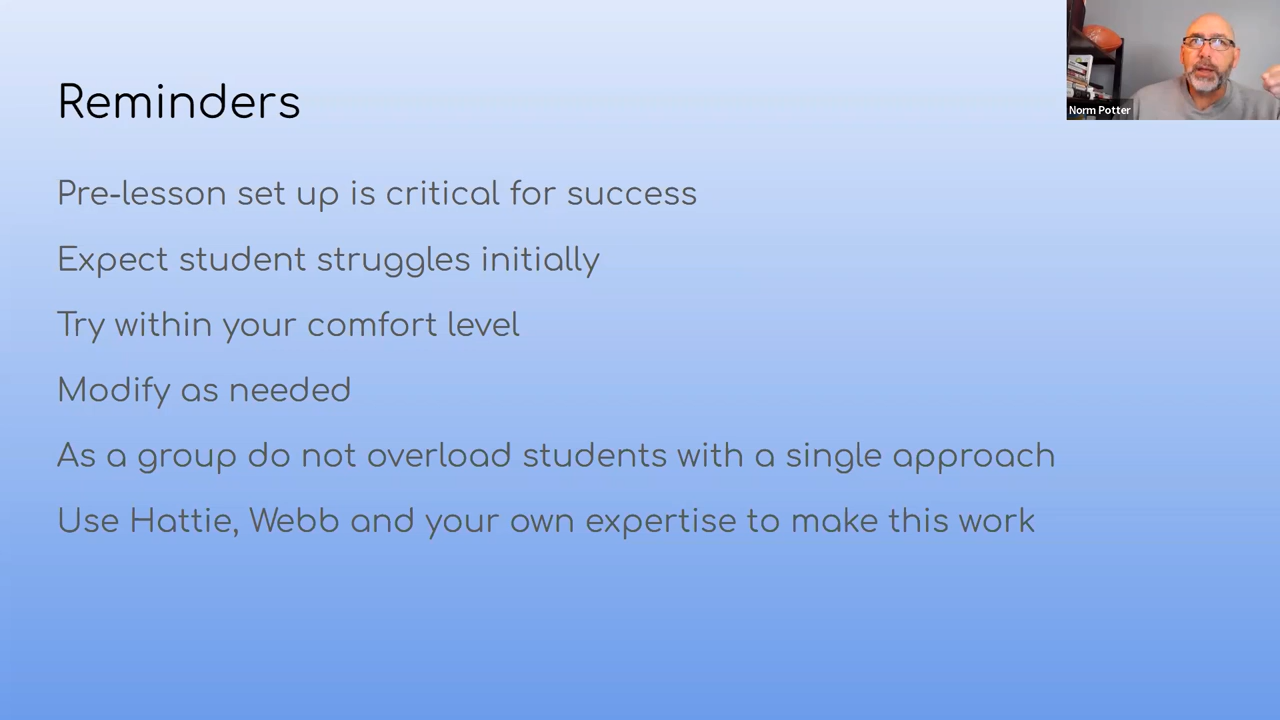 Reminders
Pre-lesson set up is critical for success
Expect student struggles initially
Try within your comfort level
Modify as needed
As a group do not overload students with a single approach
Use Hattie, Webb and your own expertise to make this work
Norm Potter